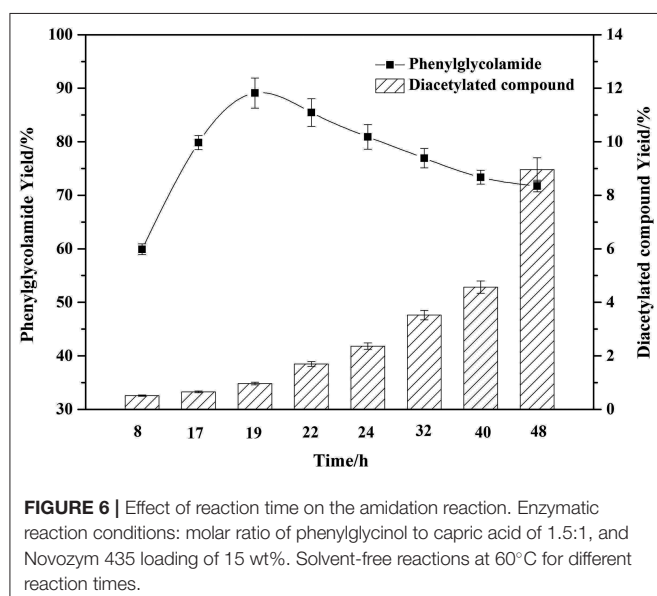 100
90
80
70
60
50
40
30
Phenylglycolamide Yield/%
Phenylglycolamide
Diacetylated compound
14
12
10
8
6
4
2
0
Diacetylated compound Yieid/%
8 17 19 22 24 32 40 48
Time/h
FIGURE 6 | Effect of reaction time on the amidation reaction. Enzymatic
reaction conditions: molar ratio of phenylglycinol to capric acid of 1.5:1, and
Novozym 435 loading of 15 wt%. Solvent-free reactions at 60°C for different
reaction times.